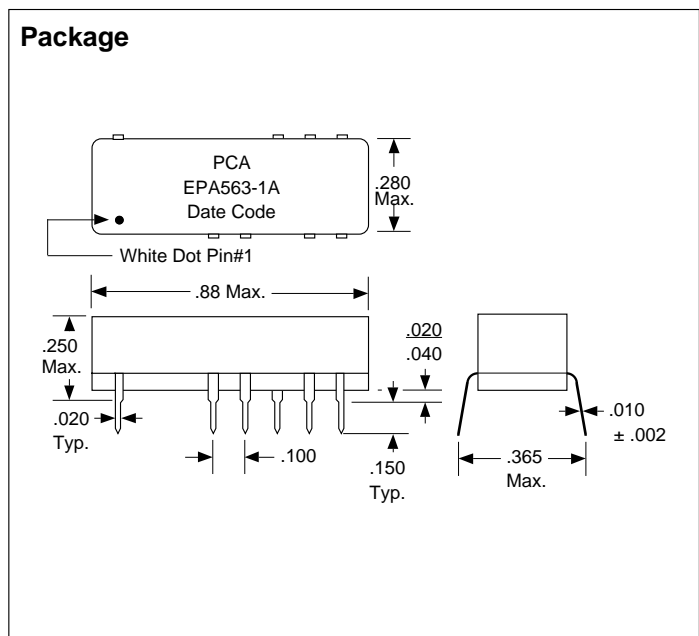 Package
PCA
EPA563-1A
Date Code
.280
Max.
White Dot Pin#1
.88 Max.
.250
Max.
.020
.040
.020
Typ.
.100
.150
Typ.
.010
± .002
.365
Max.